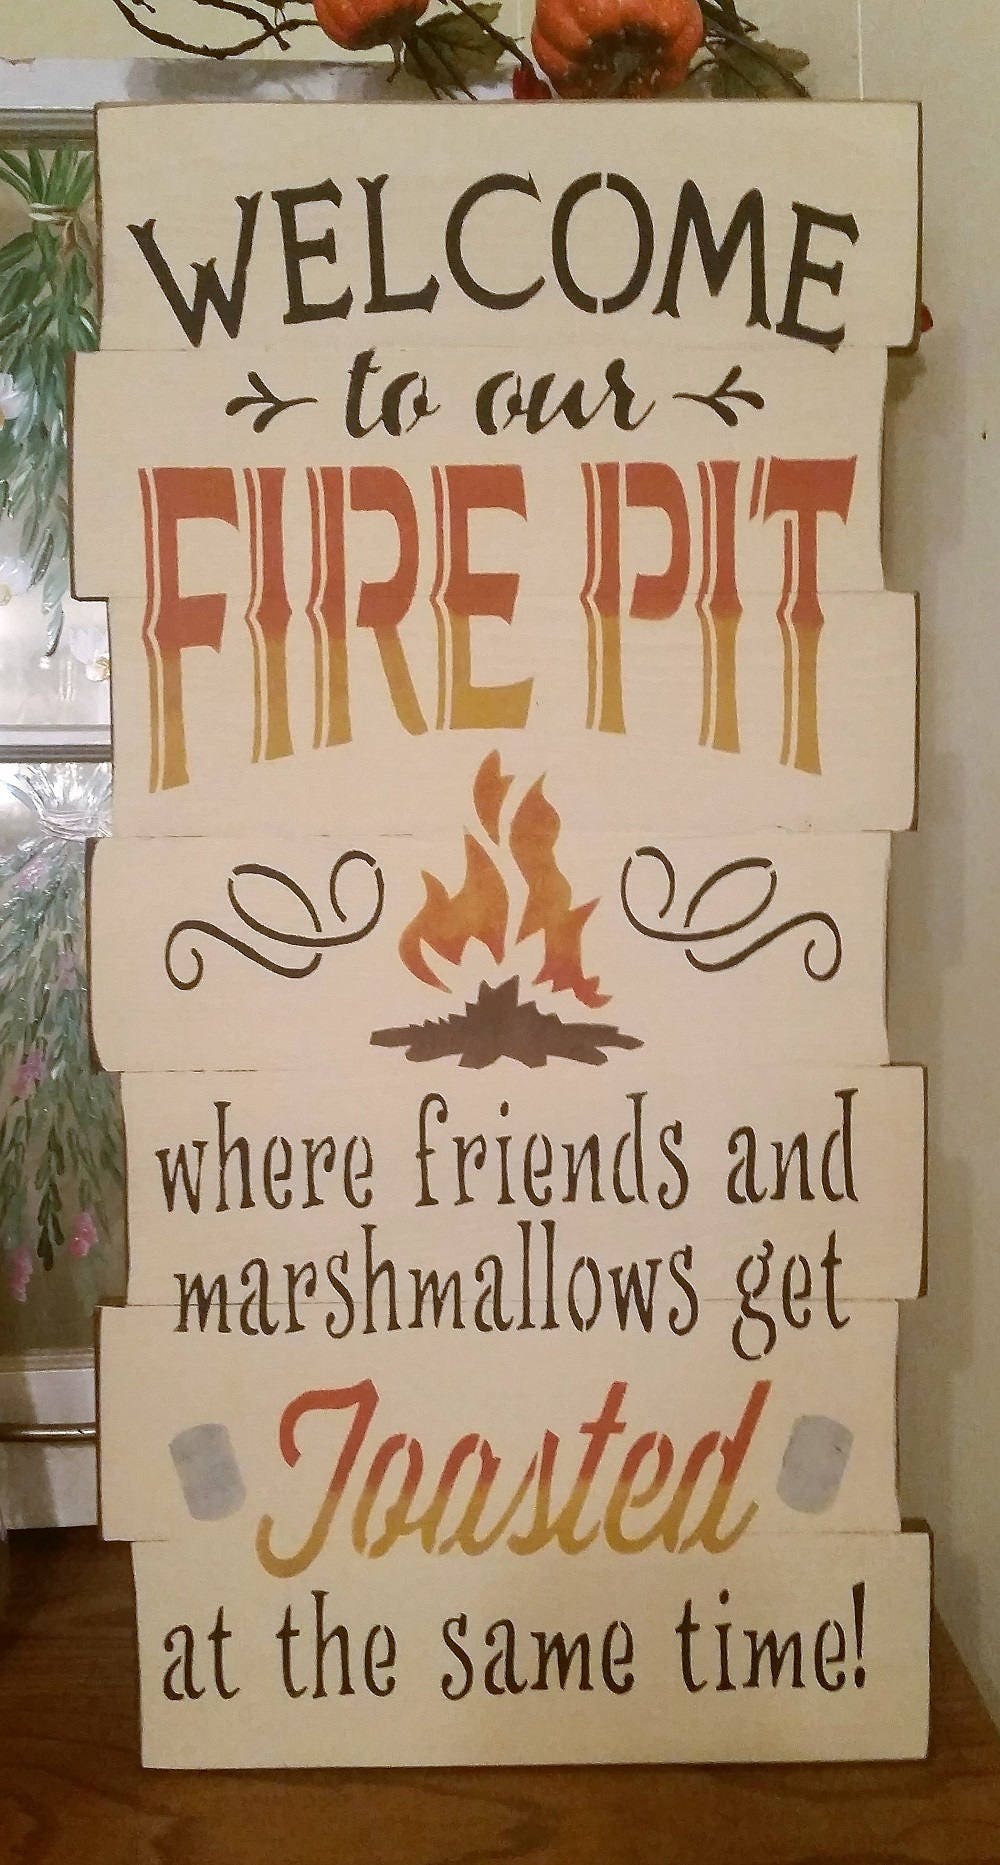 WELCOME
to our
FIRE PIT
where friends and
marshmallows get
Toasted
at the same time!